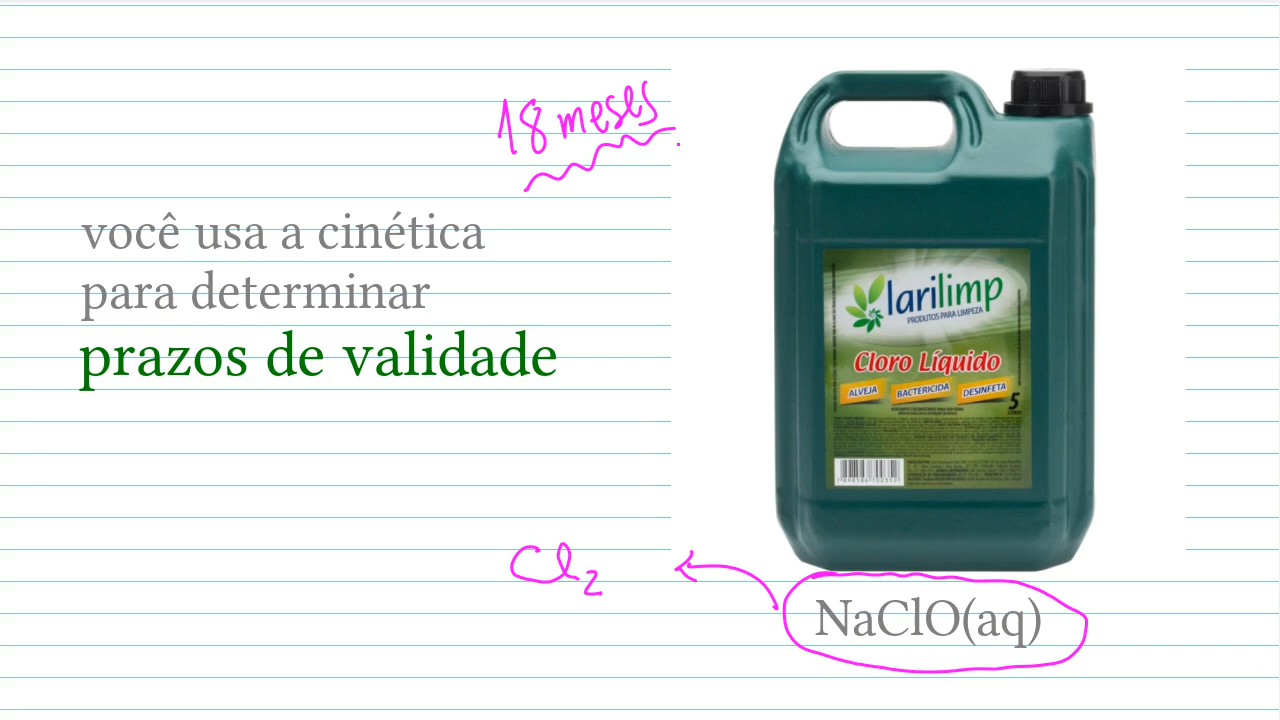 18 meses
você usa a cinética
para determinar
prazos de validade
larilimp
PRODUTOS PARA LIMPEZA
Cloro Líquido
ALVEJA
BACTERICIDA
DESINFETA
5
Cl2
NaClO(aq)